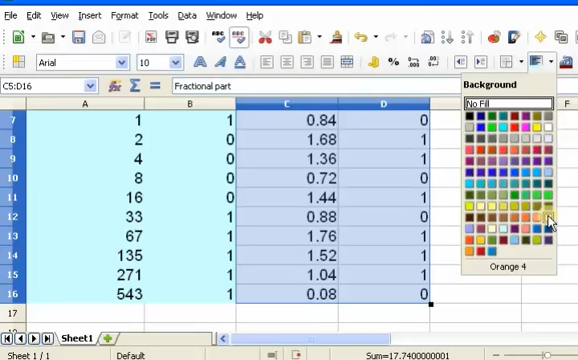 File Edit View Insert Format Tools Data Window Help
Arial 10
C5:D16 Fractional part
Background
No Fill
A B C D
7 1 1 0.84 0
8 2 0 1.68 1
9 4 0 1.36 1
10 8 0 0.72 0
11 16 0 1.44 1
12 33 1 0.88 0
13 67 1 1.76 1
14 135 1 1.52 1
15 271 1 1.04 1
16 543 1 0.08 0
17
Orange 4
Sheet1
Sheet 1 / 1 Default Sum=17.7400000001